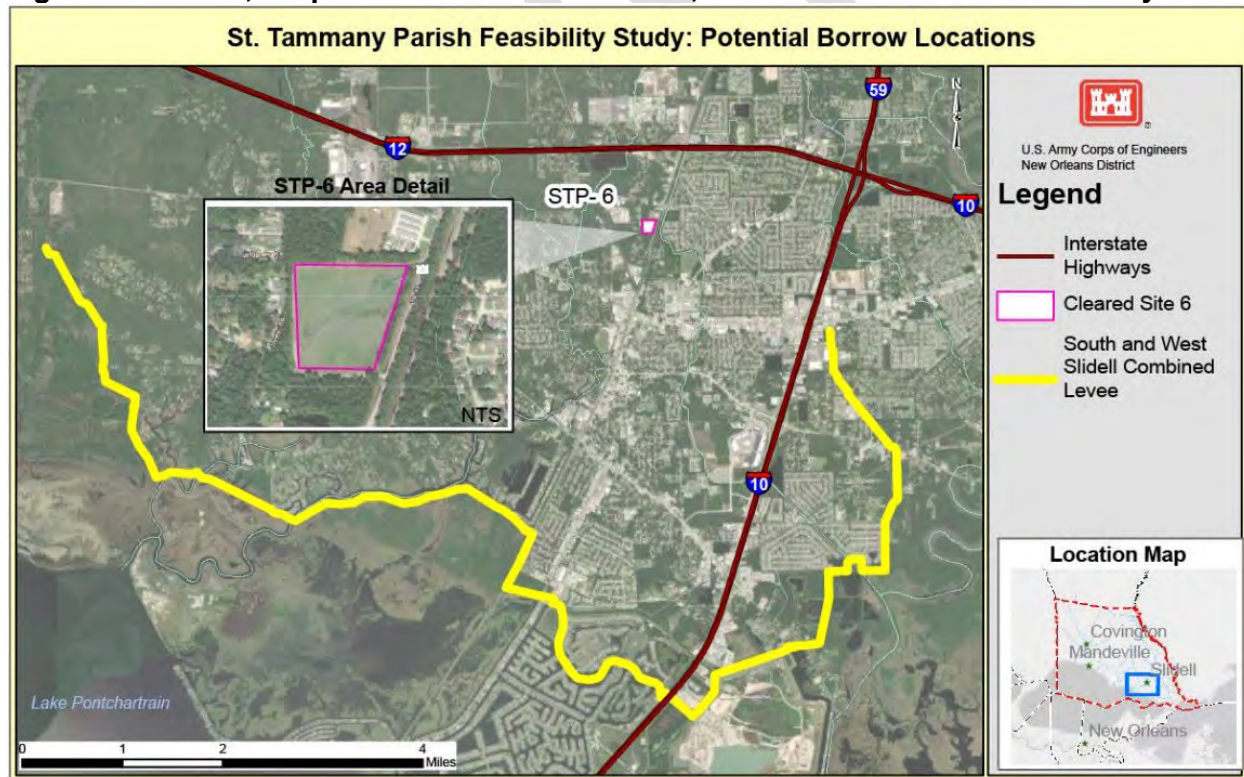 St. Tammany Parish Feasibility Study: Potential Borrow Locations
59
N
12
STP-6 Area Detail
STP- 6
10
NTS
10
Lake Pontchartrain
0 1 2 4
Miles
U.S. Army Corps of Engineers
New Orleans District
Legend
Interstate
Highways
Cleared Site 6
South and West
Slidell Combined
Levee
Location Map
Covington
Mandeville
Slidell
New Orleans